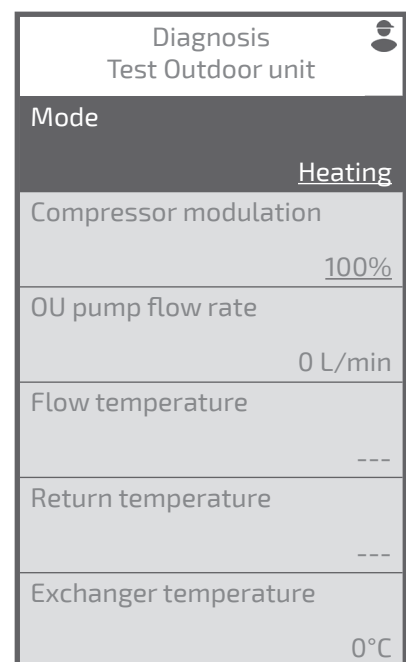 Diagnosis
Test Outdoor unit
Mode
Heating
Compressor modulation
100%
OU pump flow rate
0 L/min
Flow temperature
---
Return temperature
---
Exchanger temperature
0°C